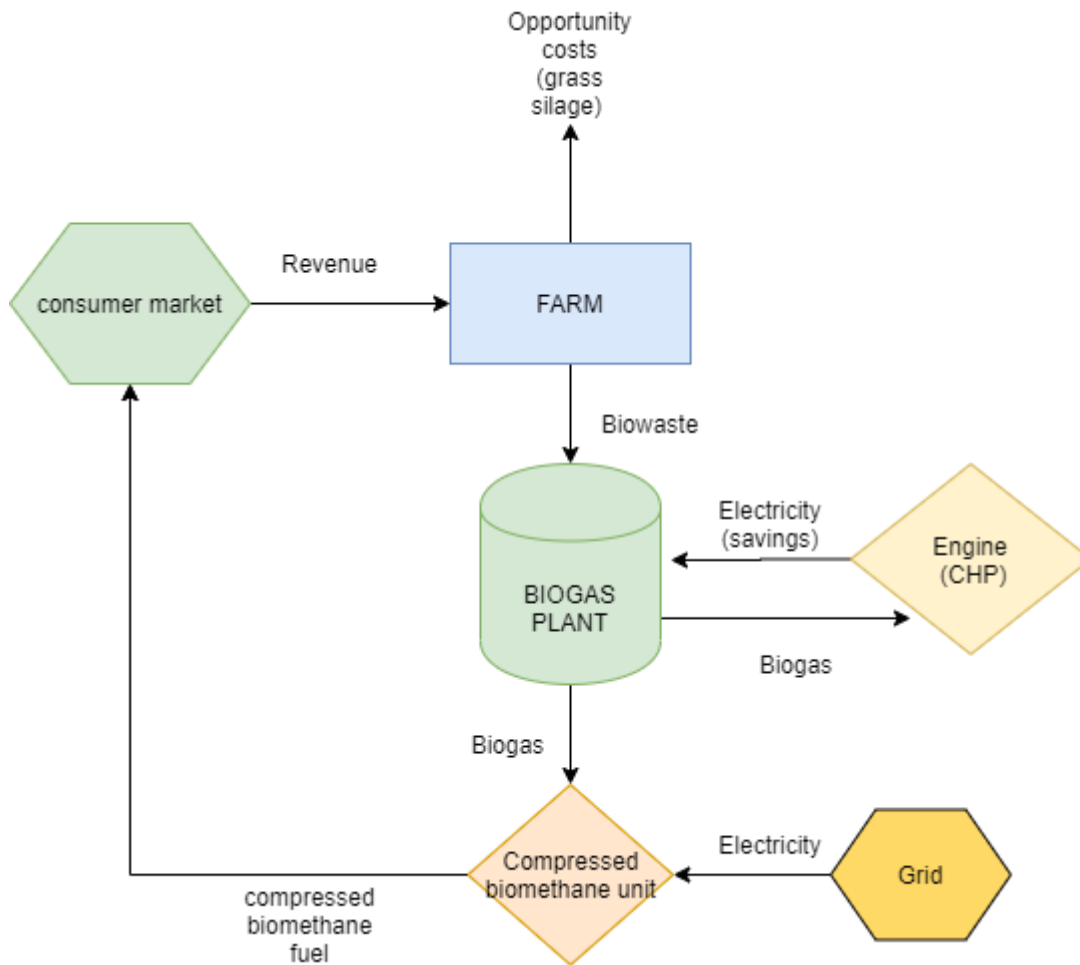 Opportunity
costs
(grass
silage)
Revenue
consumer market
FARM
Biowaste
Electricity
(savings)
Engine
(CHP)
BIOGAS
PLANT
Biogas
Biogas
Electricity
Compressed
biomethane unit
Grid
compressed
biomethane
fuel